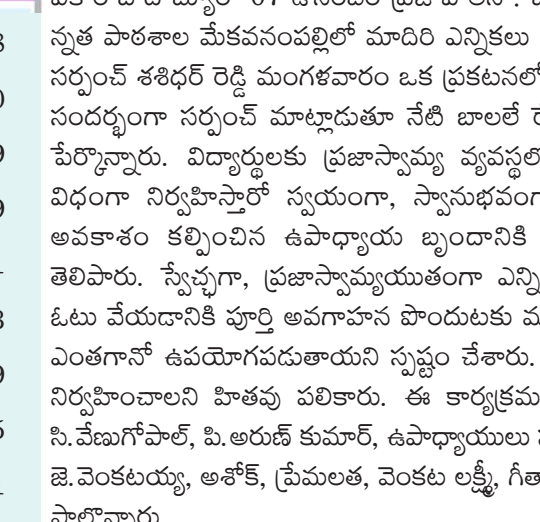 న్నత పాఠశాల మేకవనంపల్లిలో మాదిరి ఎన్నికలు
సర్పంచ్ శశిధర్ రెడ్డి మంగళవారం ఒక ప్రకటనలో
సందర్భంగా సర్పంచ్ మాట్లాడుతూ నేటి బాలలే
పేర్కొన్నారు. విద్యార్థులకు ప్రజాస్వామ్య వ్యవస్థలో
విధంగా నిర్వహిస్తారో స్వయంగా, స్వానుభవంగ
అవకాశం కల్పించిన ఉపాధ్యాయ బృందానికి
తెలిపారు. స్వేచ్ఛగా, ప్రజాస్వామ్యయుతంగా ఎన్ని
ఓటు వేయడానికి పూర్తి అవగాహన పొందుటకు
ఎంతగానో ఉపయోగపడుతాయని స్పష్టం చేశారు.
నిర్వహించాలని హితవు పలికారు. ఈ కార్యక్రమ
సి.వేణుగోపాల్, పి.అరుణ్ కుమార్, ఉపాధ్యాయులు
జె.వెంకటయ్య, అశోక్, ప్రేమలత, వెంకట లక్ష్మీ, గీతా
పాల్గొన్నారు